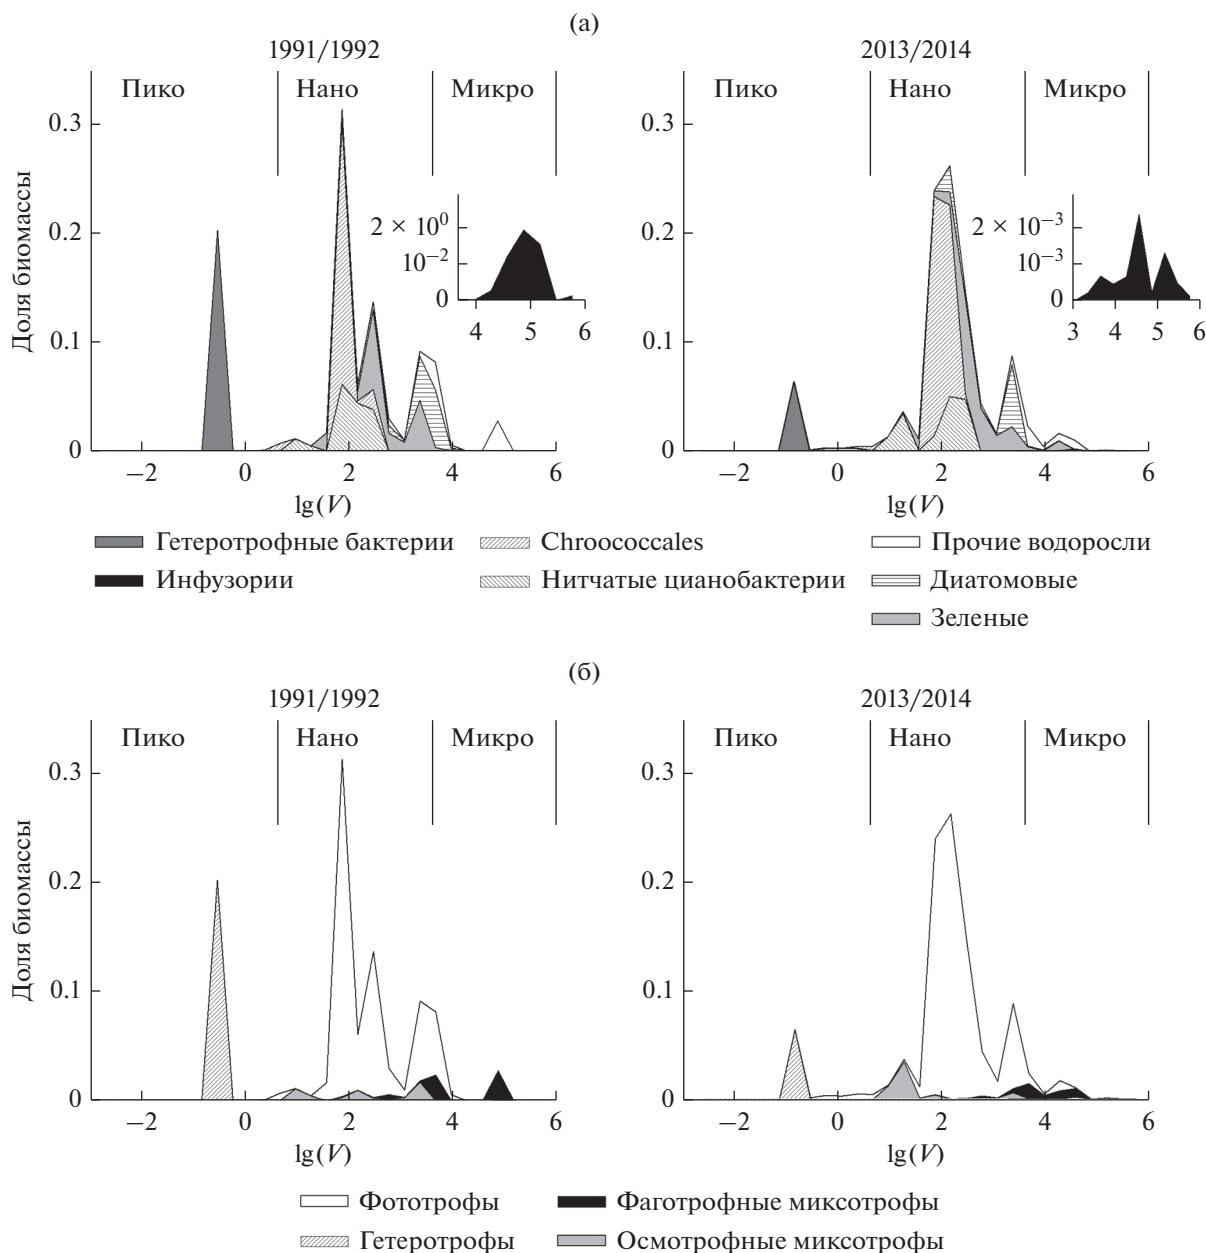 (а)
1991/1992
2013/2014
Пико Нано Микро
Пико Нано Микро
Доля биомассы
0.3
0.2
0.1
0
2 × 10⁰
10⁻²
0
4 5 6
0.3
0.2
0.1
0
2 × 10⁻³
10⁻³
0
3 4 5 6
−2 0 2 4 6
−2 0 2 4 6
lg(V)
lg(V)
Гетеротрофные бактерии
Chroococcales
Прочие водоросли
Инфузории
Нитчатые цианобактерии
Диатомовые
Зеленые
(б)
1991/1992
2013/2014
Пико Нано Микро
Пико Нано Микро
Доля биомассы
0.3
0.2
0.1
0
0.3
0.2
0.1
0
−2 0 2 4 6
−2 0 2 4 6
lg(V)
lg(V)
Фототрофы
Фаготрофные миксотрофы
Гетеротрофы
Осмотрофные миксотрофы